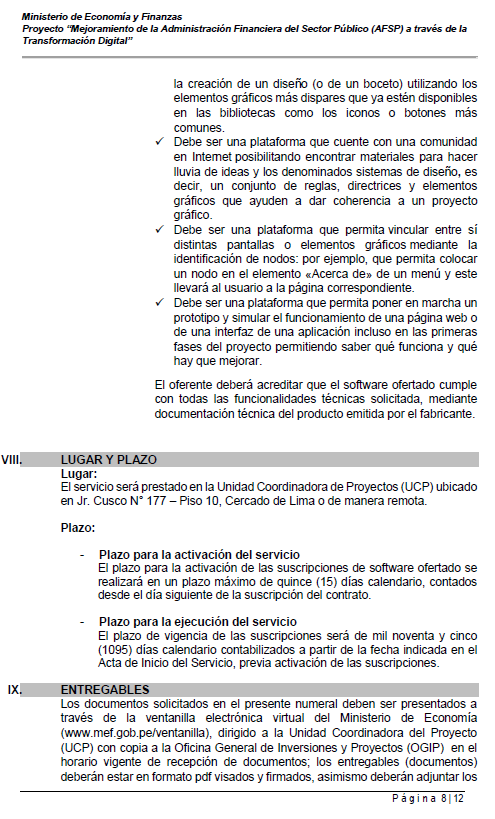 Ministerio de Economía y Finanzas
Proyecto “Mejoramiento de la Administración Financiera del Sector Público (AFSP) a través de la
Transformación Digital”
la creación de un diseño (o de un boceto) utilizando los
elementos gráficos más dispares que ya estén disponibles
en las bibliotecas como los iconos o botones más
comunes.
✓ Debe ser una plataforma que cuente con una comunidad
en Internet posibilitando encontrar materiales para hacer
lluvia de ideas y los denominados sistemas de diseño, es
decir, un conjunto de reglas, directrices y elementos
gráficos que ayuden a dar coherencia a un proyecto
gráfico.
✓ Debe ser una plataforma que permita vincular entre sí
distintas pantallas o elementos gráficos mediante la
identificación de nodos: por ejemplo, que permita colocar
un nodo en el elemento «Acerca de» de un menú y este
llevará al usuario a la página correspondiente.
✓ Debe ser una plataforma que permita poner en marcha un
prototipo y simular el funcionamiento de una página web o
de una interfaz de una aplicación incluso en las primeras
fases del proyecto permitiendo saber qué funciona y qué
hay que mejorar.
El oferente deberá acreditar que el software ofertado cumple
con todas las funcionalidades técnicas solicitada, mediante
documentación técnica del producto emitida por el fabricante.
VIII. LUGAR Y PLAZO
Lugar:
El servicio será prestado en la Unidad Coordinadora de Proyectos (UCP) ubicado
en Jr. Cusco N° 177 – Piso 10, Cercado de Lima o de manera remota.
Plazo:
- Plazo para la activación del servicio
El plazo para la activación de las suscripciones de software ofertado se
realizará en un plazo máximo de quince (15) días calendario, contados
desde el día siguiente de la suscripción del contrato.
- Plazo para la ejecución del servicio
El plazo de vigencia de las suscripciones será de mil noventa y cinco
(1095) días calendario contabilizados a partir de la fecha indicada en el
Acta de Inicio del Servicio, previa activación de las suscripciones.
IX. ENTREGABLES
Los documentos solicitados en el presente numeral deben ser presentados a
través de la ventanilla electrónica virtual del Ministerio de Economía
(www.mef.gob.pe/ventanilla), dirigido a la Unidad Coordinadora del Proyecto
(UCP) con copia a la Oficina General de Inversiones y Proyectos (OGIP) en el
horario vigente de recepción de documentos; los entregables (documentos)
deberán estar en formato pdf visados y firmados, asimismo deberán adjuntar los
Página 8|12